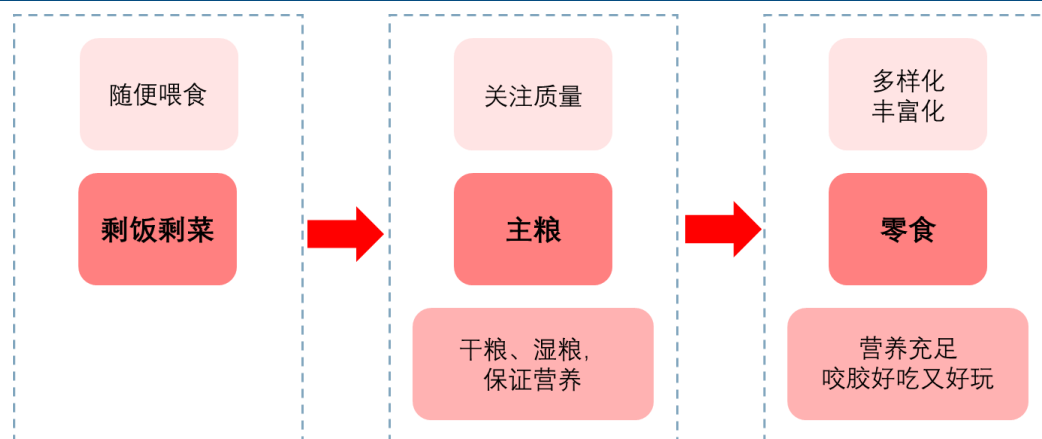 随便喂食
剩饭剩菜
关注质量
主粮
干粮、湿粮,
保证营养
多样化
丰富化
零食
营养充足
咬胶好吃又好玩